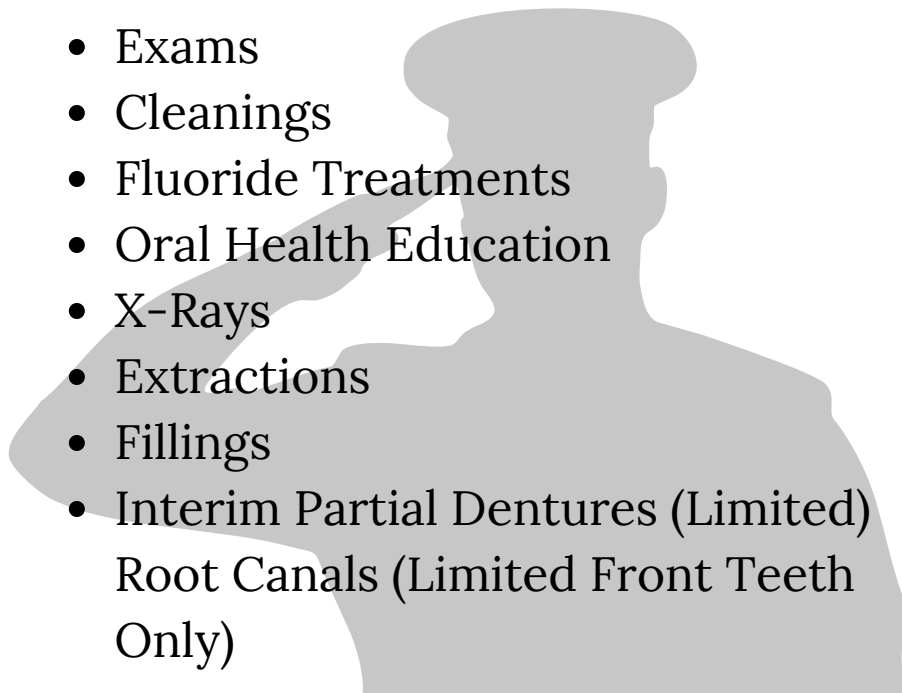 • Exams
• Cleanings
• Fluoride Treatments
• Oral Health Education
• X-Rays
• Extractions
• Fillings
• Interim Partial Dentures (Limited)
Root Canals (Limited Front Teeth
Only)